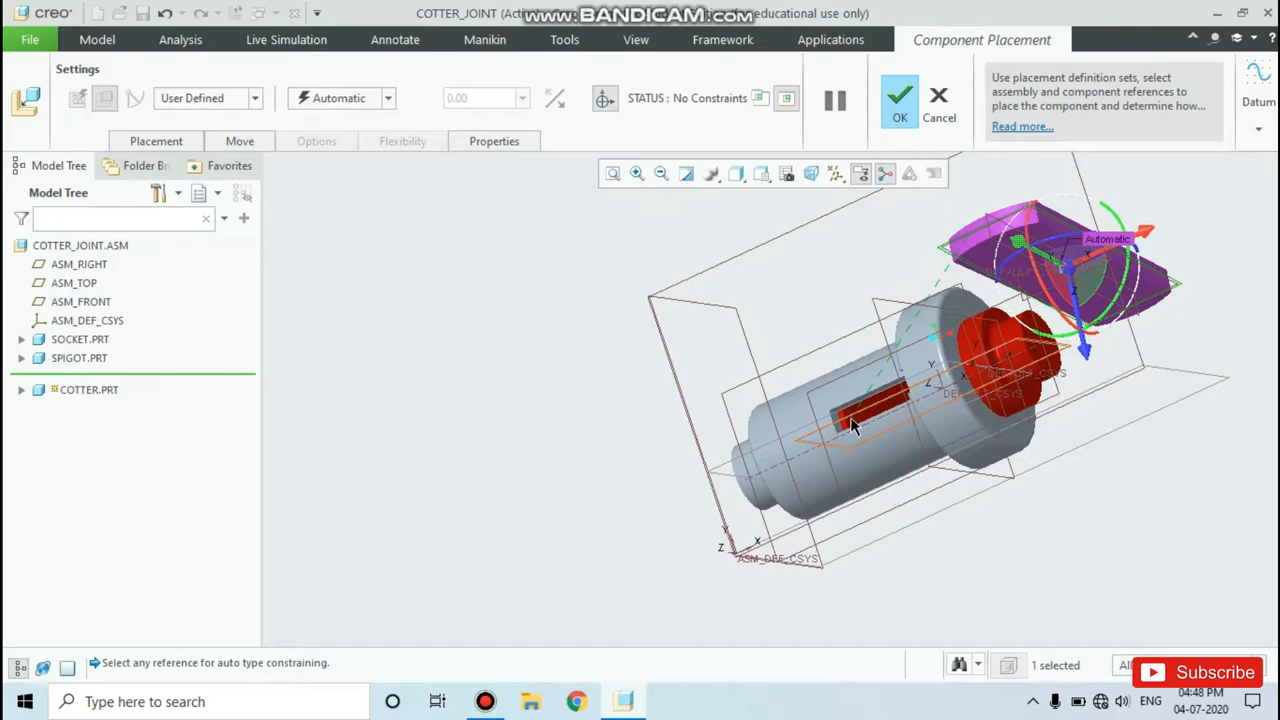 creo
COTTER_JOINT (Acti
www.BANDICAM.com
for educational use only)
File
Model
Analysis
Live Simulation
Annotate
Manikin
Tools
View
Framework
Applications
Component Placement
Settings
User Defined
Automatic
0.00
STATUS : No Constraints
OK
Cancel
Use placement definition sets, select
assembly and component references to
place the component and determine how...
Read more...
Datum
Placement
Move
Options
Flexibility
Properties
Model Tree
Folder Br
Favorites
Model Tree
COTTER_JOINT.ASM
ASM_RIGHT
ASM_TOP
ASM_FRONT
ASM_DEF_CSYS
SOCKET.PRT
SPIGOT.PRT
COTTER.PRT
Automatic
X
Z
Y
Z
Y
X
Z
ASM_DEF_CSYS
Select any reference for auto type constraining.
1 selected
All
Subscribe
Type here to search
ENG
04:48 PM
04-07-2020